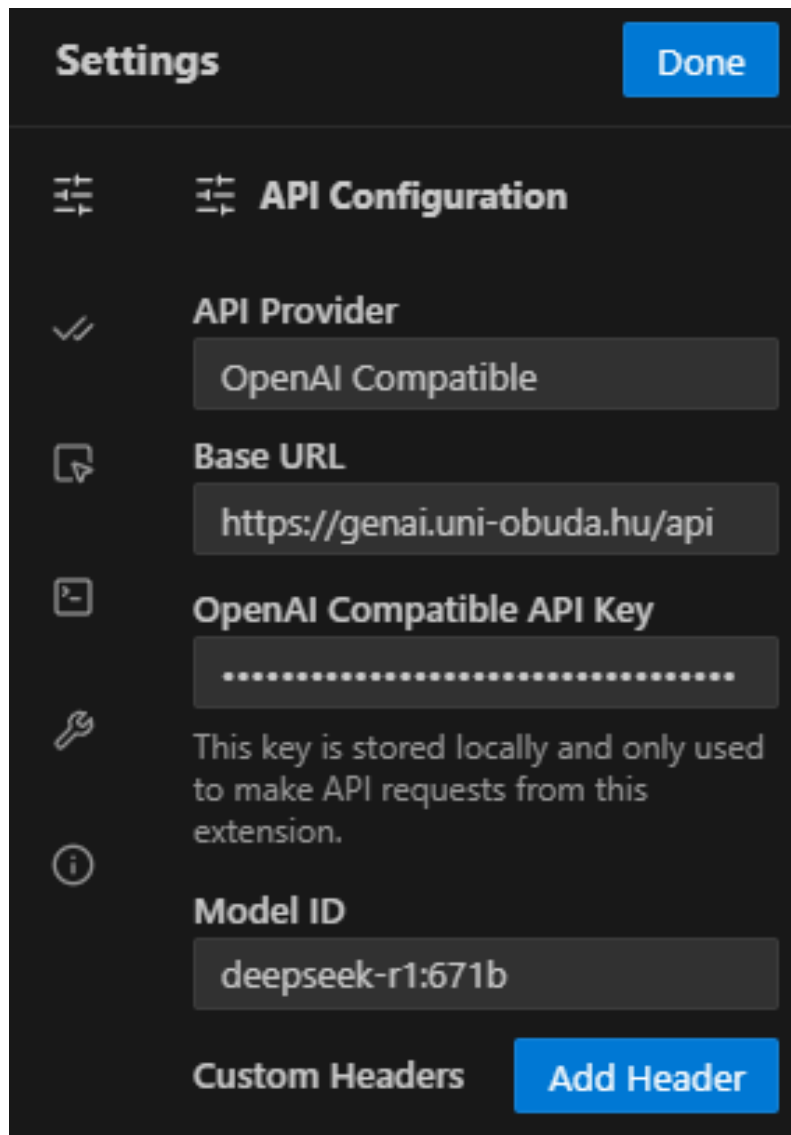 Settings
Done
API Configuration
API Provider
OpenAI Compatible
Base URL
https://genai.uni-obuda.hu/api
OpenAI Compatible API Key
•••••••••••••••••••••••••••••••••••
This key is stored locally and only used
to make API requests from this
extension.
Model ID
deepseek-r1:671b
Custom Headers
Add Header